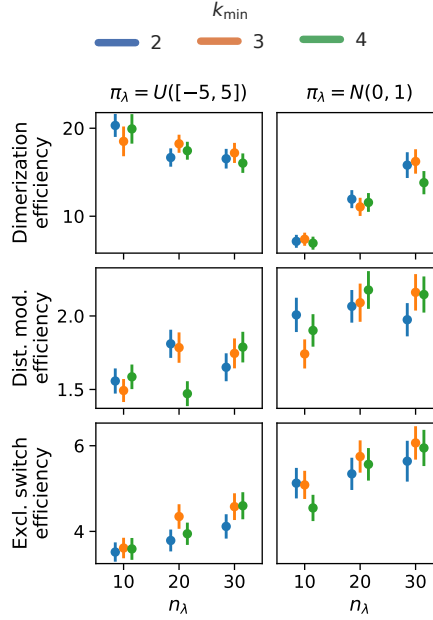 k_min
2 3 4
π_λ = U([−5, 5]) π_λ = N(0, 1)
Dimerization
efficiency
20
10
Dist. mod.
efficiency
2.0
1.5
Excl. switch
efficiency
6
4
10 20 30 10 20 30
n_λ n_λ